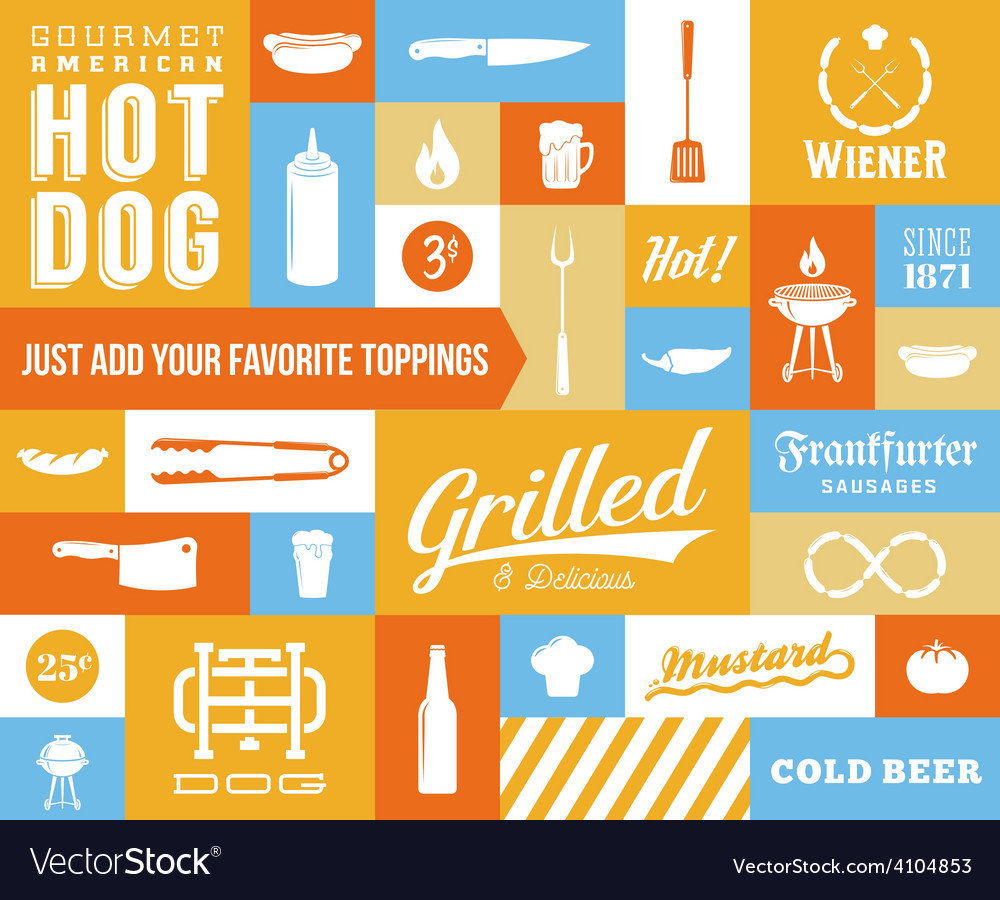 GOURMET
AMERICAN
HOT
DOG
WIENER
3$
Hot!
SINCE
1871
JUST ADD YOUR FAVORITE TOPPINGS
Grilled
& Delicious
Frankfurter
SAUSAGES
25¢
HOT
DOG
Mustard
COLD BEER
VectorStock®
VectorStock.com/4104853